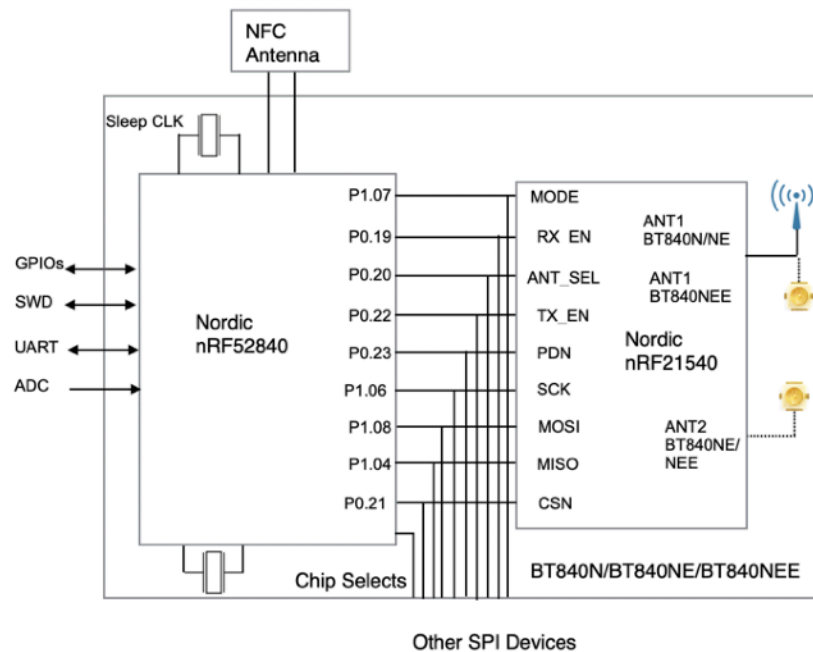 NFC
Antenna
Sleep CLK
P1.07
MODE
ANT1
BT840N/NE
P0.19
RX_EN
GPIOs
P0.20
ANT_SEL
ANT1
BT840NEE
SWD
P0.22
TX_EN
Nordic
nRF52840
Nordic
nRF21540
UART
P0.23
PDN
ADC
P1.06
SCK
P1.08
MOSI
ANT2
BT840NE/
NEE
P1.04
MISO
P0.21
CSN
Chip Selects
BT840N/BT840NE/BT840NEE
Other SPI Devices